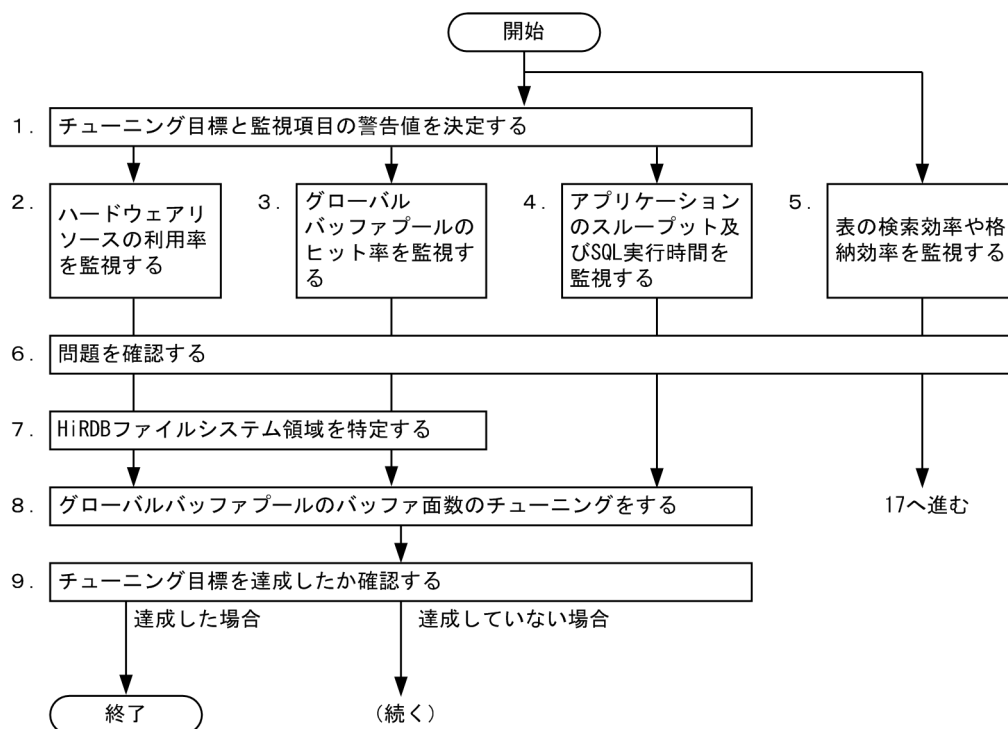 開始
1. チューニング目標と監視項目の警告値を決定する
2. ハードウェアリ
ソースの利用率
を監視する
3. グローバル
バッファプールの
ヒット率を監視す
る
4. アプリケーション
のスループット及
びSQL実行時間を
監視する
5. 表の検索効率や格
納効率を監視する
6. 問題を確認する
7. HiRDBファイルシステム領域を特定する
8. グローバルバッファプールのバッファ面数のチューニングをする
17へ進む
9. チューニング目標を達成したか確認する
達成した場合
達成していない場合
終了
(続く)